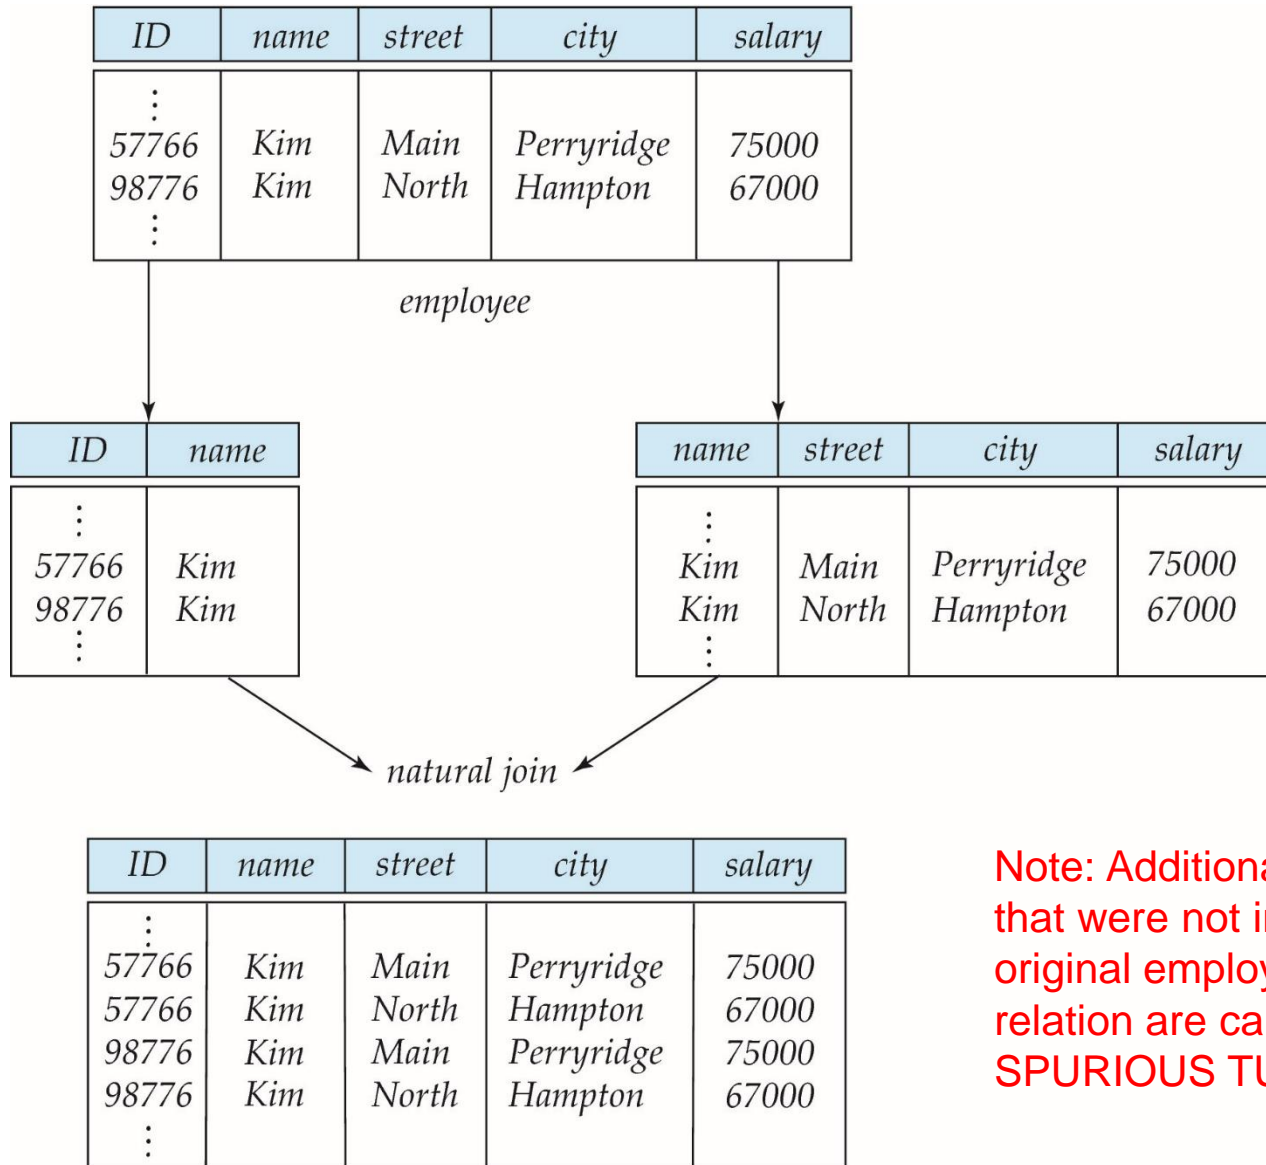 ID name street city salary
⋮
57766 Kim Main Perryridge 75000
98776 Kim North Hampton 67000
⋮
employee
ID name
⋮
57766 Kim
98776 Kim
⋮
name street city salary
⋮
Kim Main Perryridge 75000
Kim North Hampton 67000
⋮
natural join
ID name street city salary
⋮
57766 Kim Main Perryridge 75000
57766 Kim North Hampton 67000
98776 Kim Main Perryridge 75000
98776 Kim North Hampton 67000
⋮
Note:
that were not
original
relation are
SPURIOUS